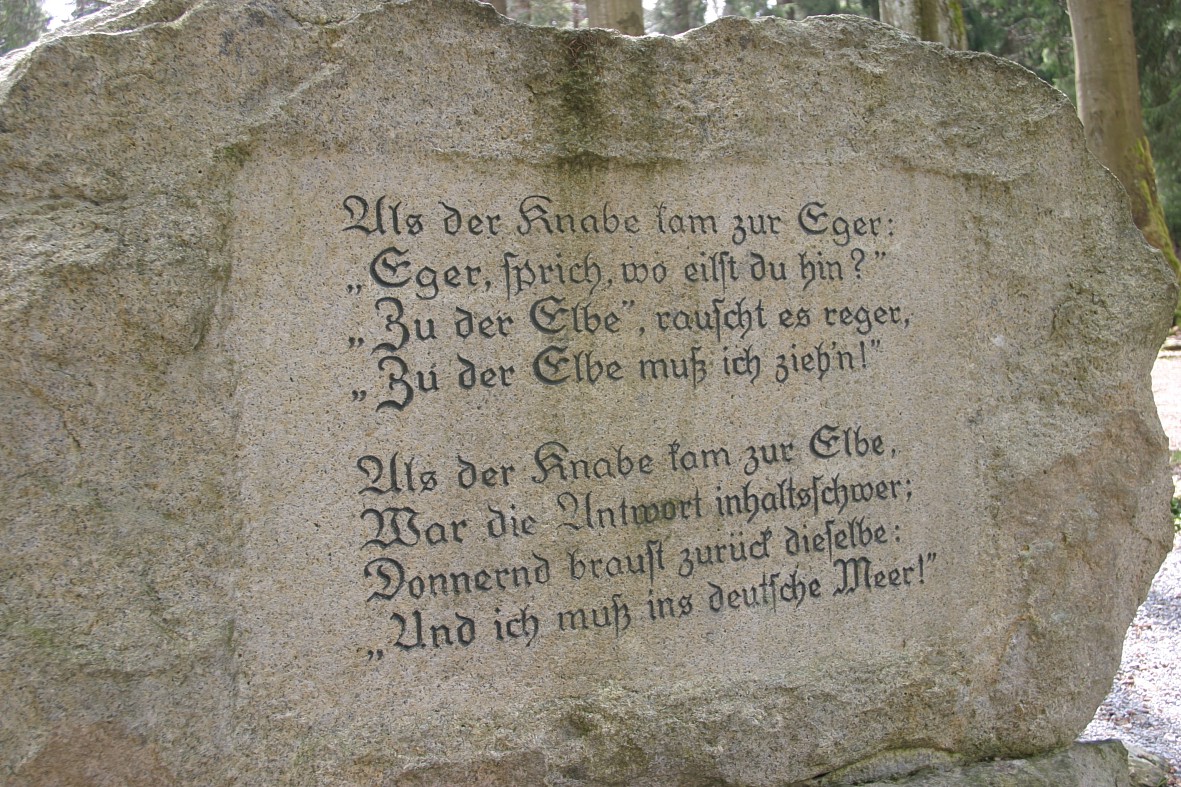 Als der Knabe kam zur Eger:
„Eger, sprich, wo eilst du hin?”
„Zu der Elbe”, rauscht es reger,
„Zu der Elbe muß ich zieh'n!”
Als der Knabe kam zur Elbe,
War die Antwort inhaltsschwer;
Donnernd braust zurück dieselbe:
„Und ich muß ins deutsche Meer!”